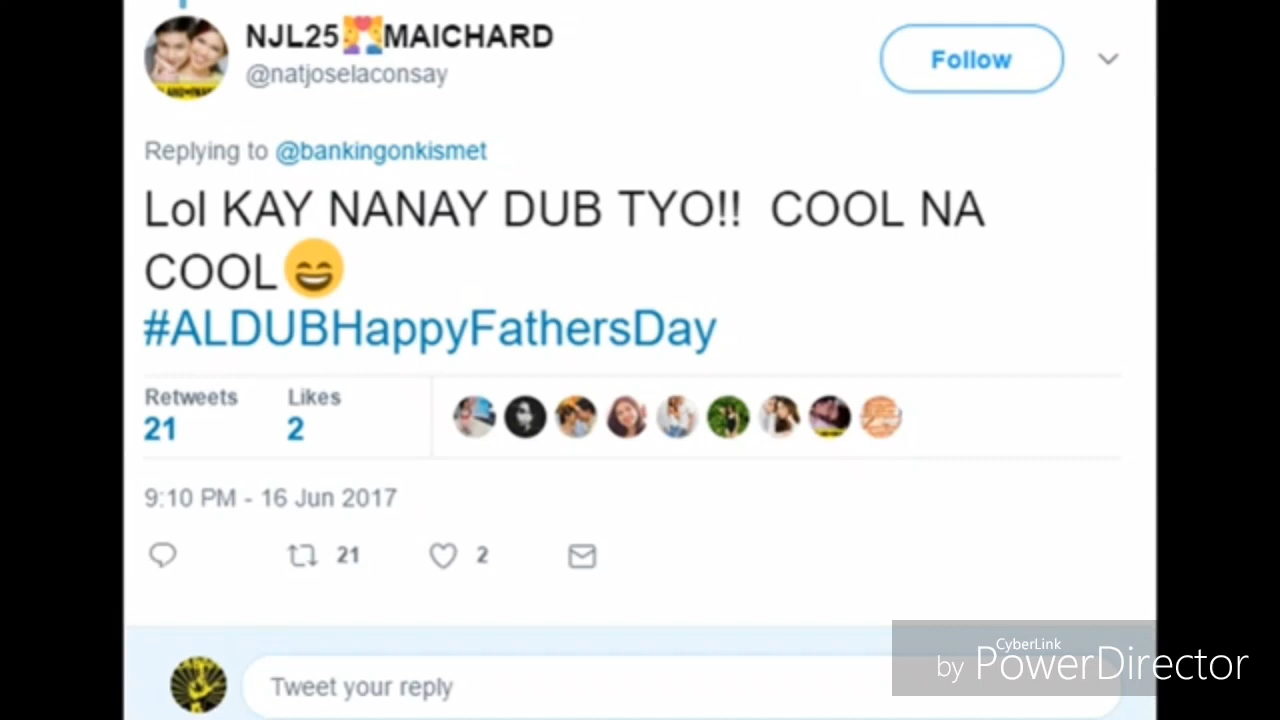 NJL25💑MAICHARD
@natjoselaconsay
Follow
Replying to @bankingonkismet
Lol KAY NANAY DUB TYO!! COOL NA
COOL😄
#ALDUBHappyFathersDay
Retweets Likes
21 2
9:10 PM - 16 Jun 2017
21 2
CyberLink
by PowerDirector
Tweet your reply